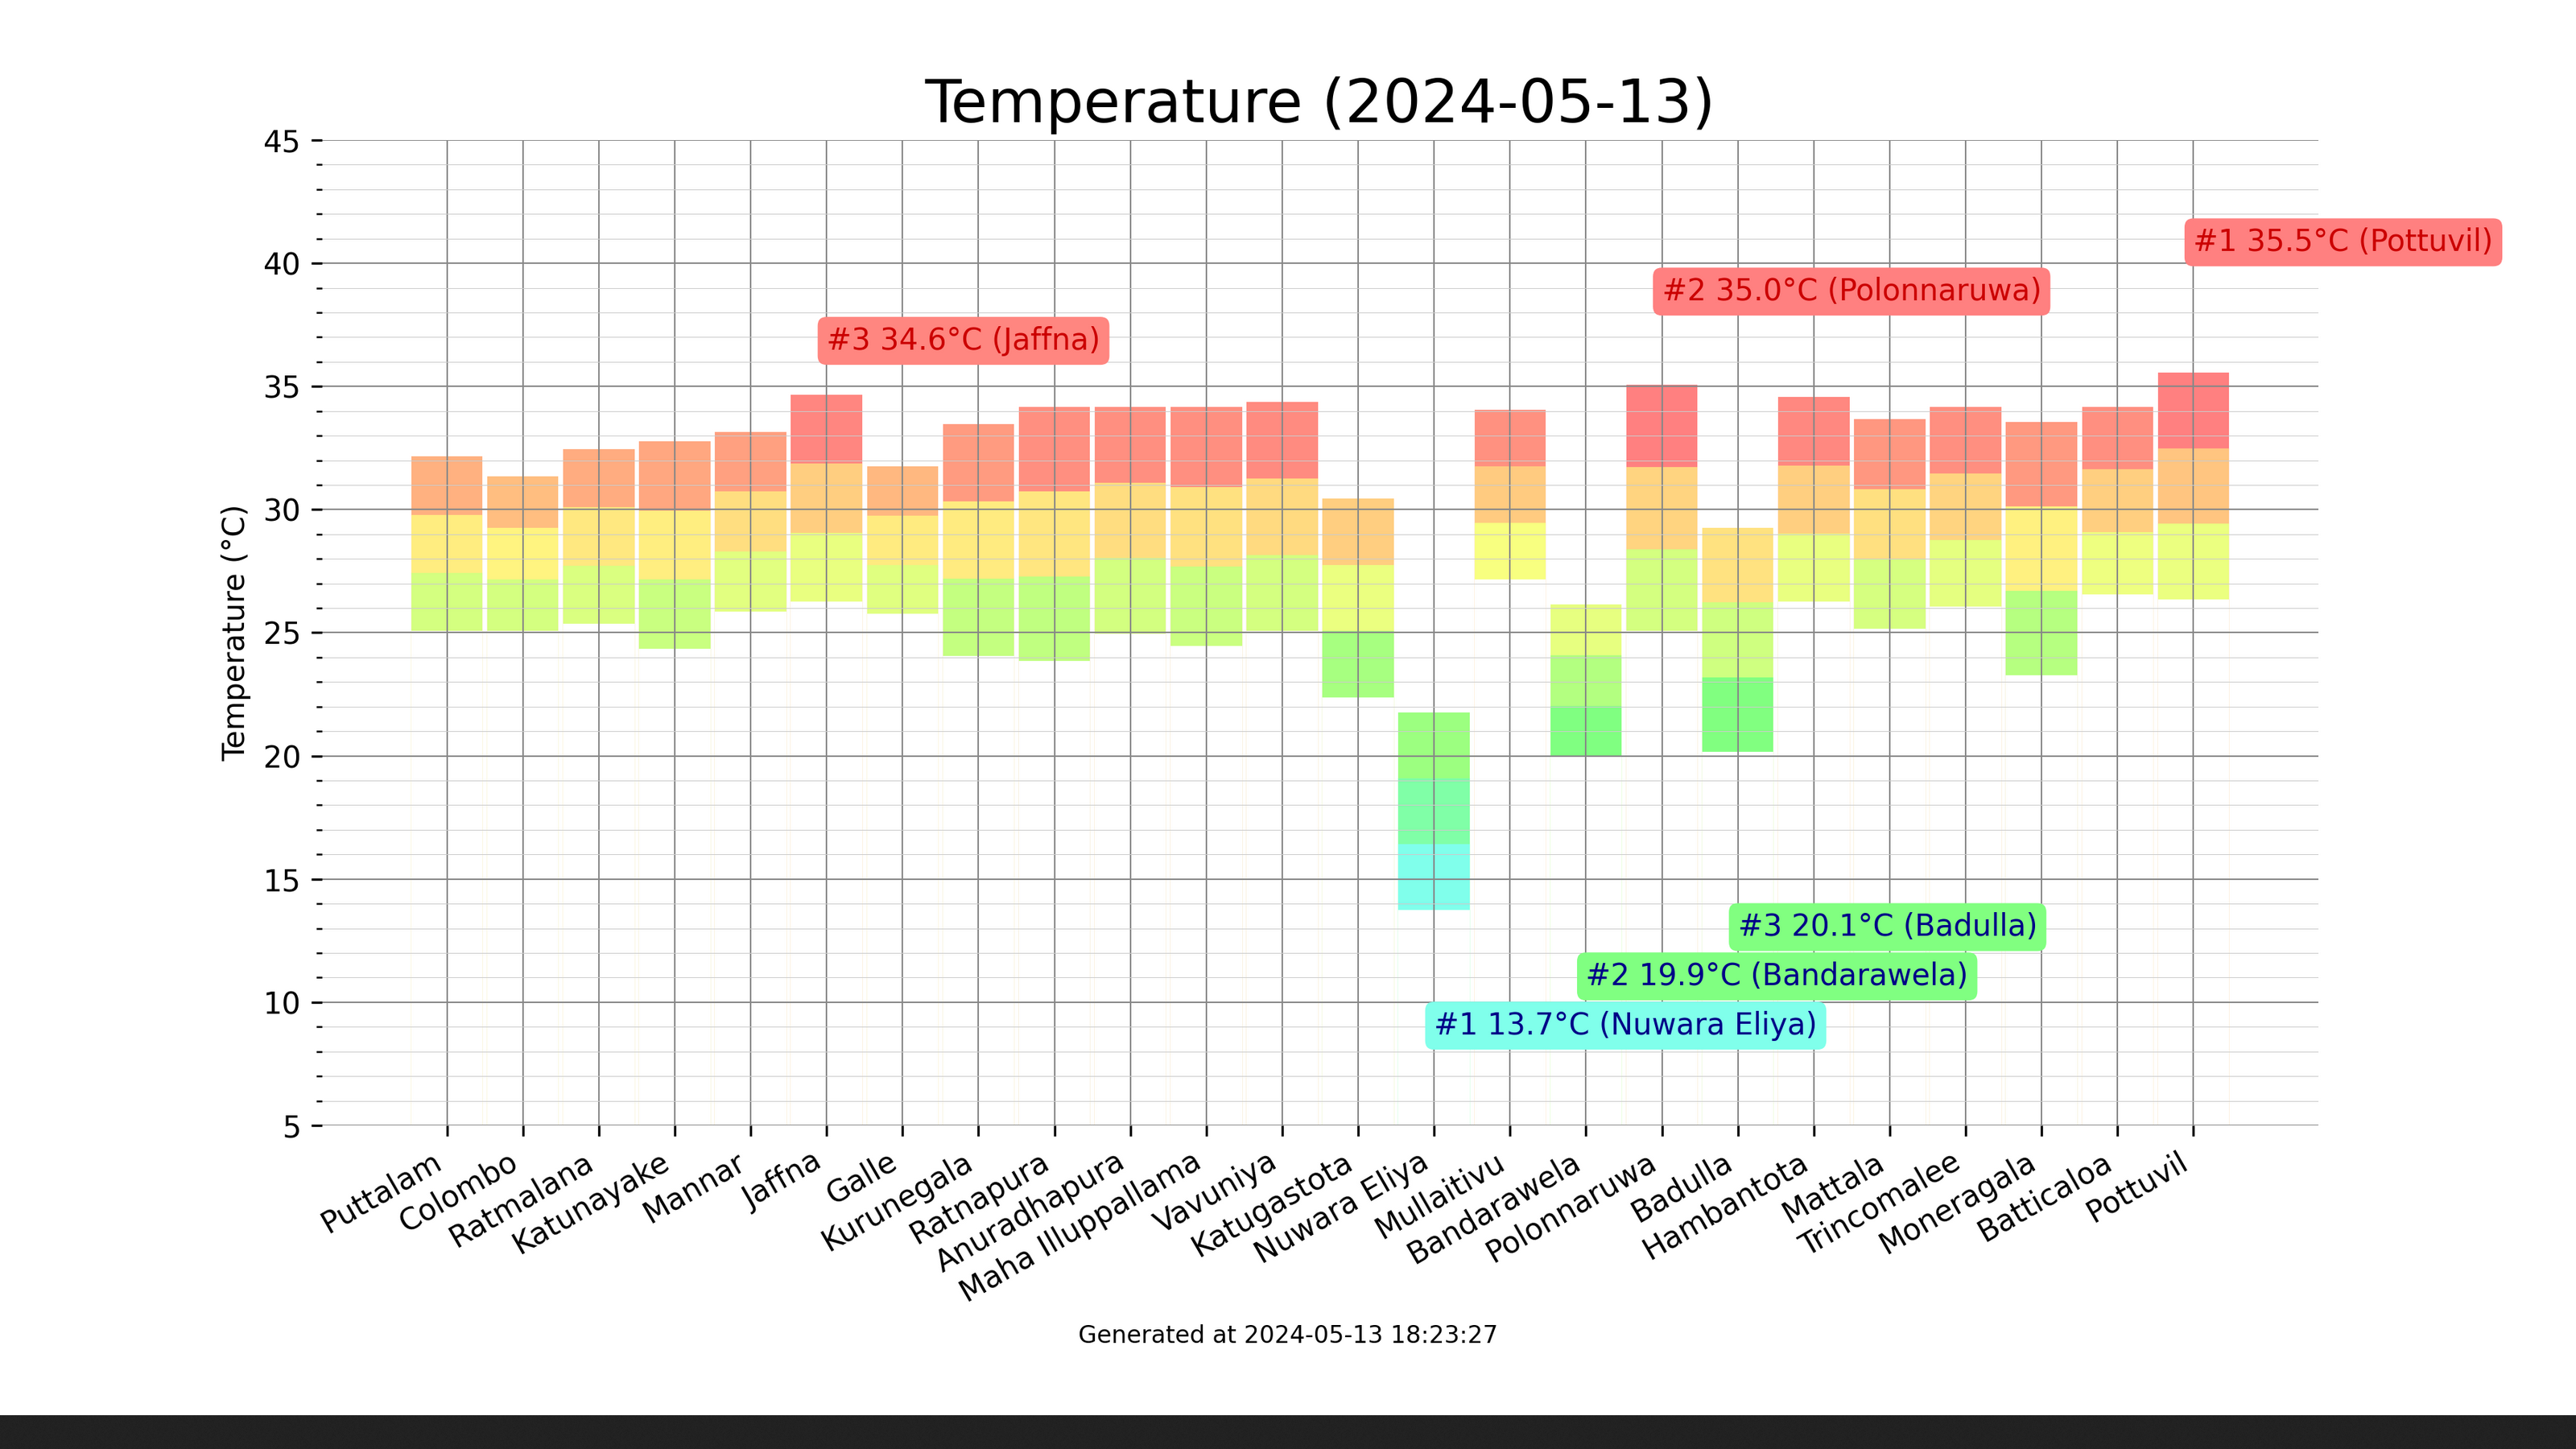 Temperature (2024-05-13)
45
40
35
30
25
20
15
10
5
Temperature (°C)
#1 35.5°C (Pottuvil)
#2 35.0°C (Polonnaruwa)
#3 34.6°C (Jaffna)
#3 20.1°C (Badulla)
#2 19.9°C (Bandarawela)
#1 13.7°C (Nuwara Eliya)
Puttalam
Colombo
Ratmalana
Katunayake
Mannar
Jaffna
Galle
Kurunegala
Ratnapura
Anuradhapura
Maha Illuppallama
Vavuniya
Katugastota
Nuwara Eliya
Mullaitivu
Bandarawela
Polonnaruwa
Badulla
Hambantota
Mattala
Trincomalee
Moneragala
Batticaloa
Pottuvil
Generated at 2024-05-13 18:23:27